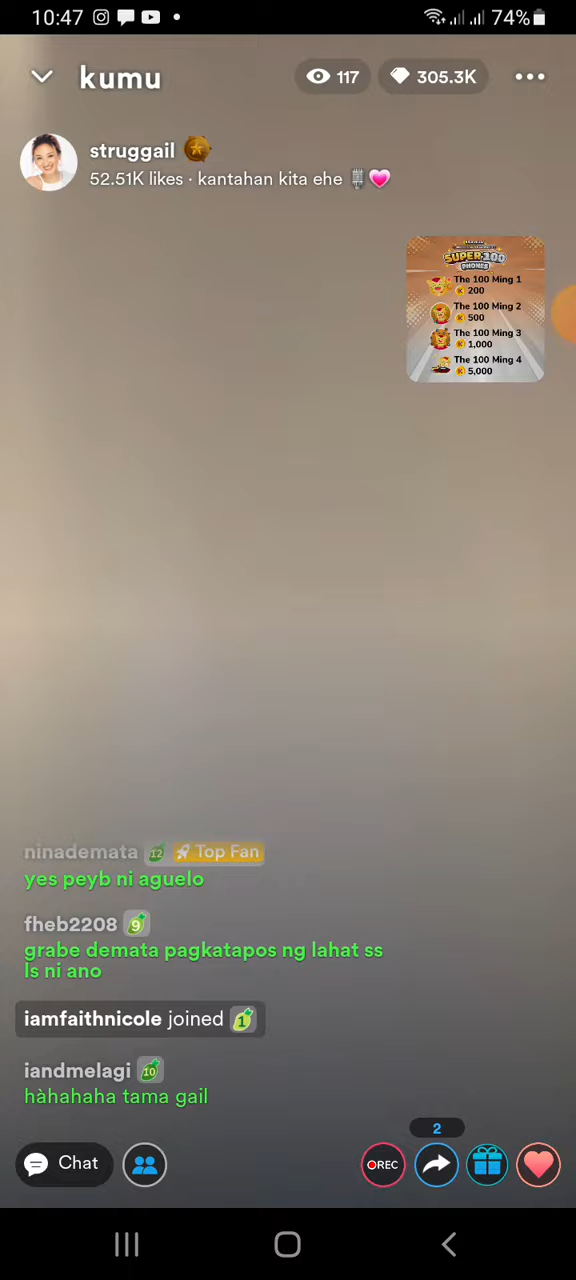 10:47 74%
kumu 117 305.3K
struggail
52.51K likes · kantahan kita ehe
SUPER 100
PHONES
The 100 Ming 1
200
The 100 Ming 2
500
The 100 Ming 3
1,000
The 100 Ming 4
5,000
ninademata 12 Top Fan
yes peyb ni aguelo
fheb2208 9
grabe demata pagkatapos ng lahat ss
ls ni ano
iamfaithnicole joined 1
iandmelagi 10
hàhahaha tama gail
2
Chat REC